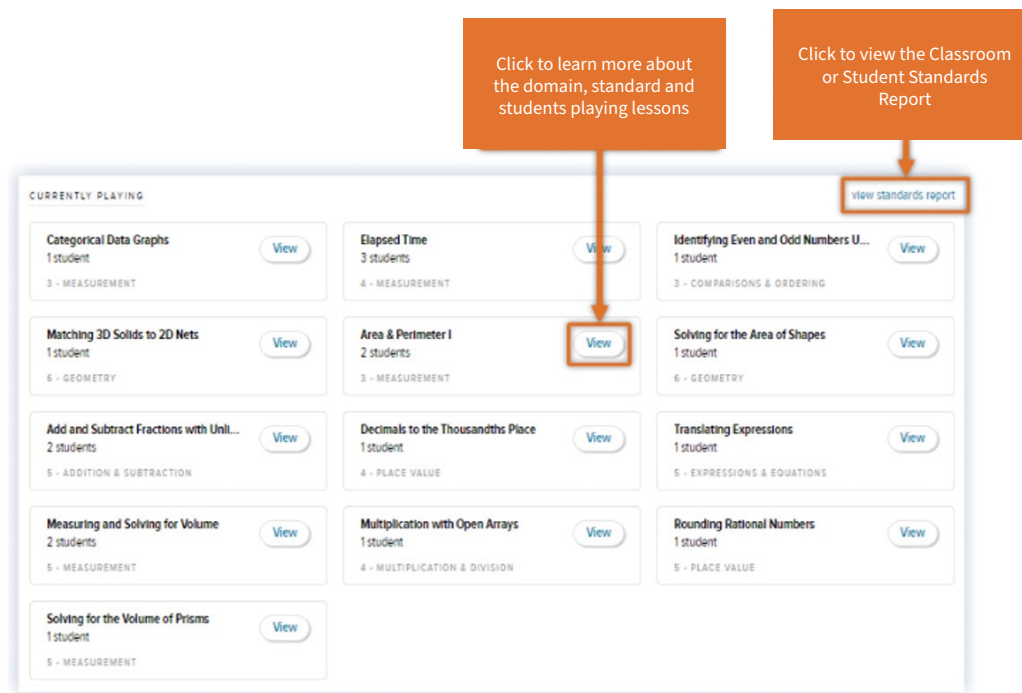 Click to learn more about
the domain, standard and
students playing lessons
Click to view the Classroom
or Student Standards
Report
CURRENTLY PLAYING
view standards report
Categorical Data Graphs
1 student
3 - MEASUREMENT
View
Elapsed Time
3 students
4 - MEASUREMENT
View
Identifying Even and Odd Numbers U...
1 student
3 - COMPARISONS & ORDERING
View
Matching 3D Solids to 2D Nets
1 student
6 - GEOMETRY
View
Area & Perimeter I
2 students
3 - MEASUREMENT
View
Solving for the Area of Shapes
1 student
6 - GEOMETRY
View
Add and Subtract Fractions with Unli...
2 students
5 - ADDITION & SUBTRACTION
View
Decimals to the Thousandths Place
1 student
4 - PLACE VALUE
View
Translating Expressions
1 student
5 - EXPRESSIONS & EQUATIONS
View
Measuring and Solving for Volume
2 students
5 - MEASUREMENT
View
Multiplication with Open Arrays
1 student
4 - MULTIPLICATION & DIVISION
View
Rounding Rational Numbers
1 student
5 - PLACE VALUE
View
Solving for the Volume of Prisms
1 student
5 - MEASUREMENT
View